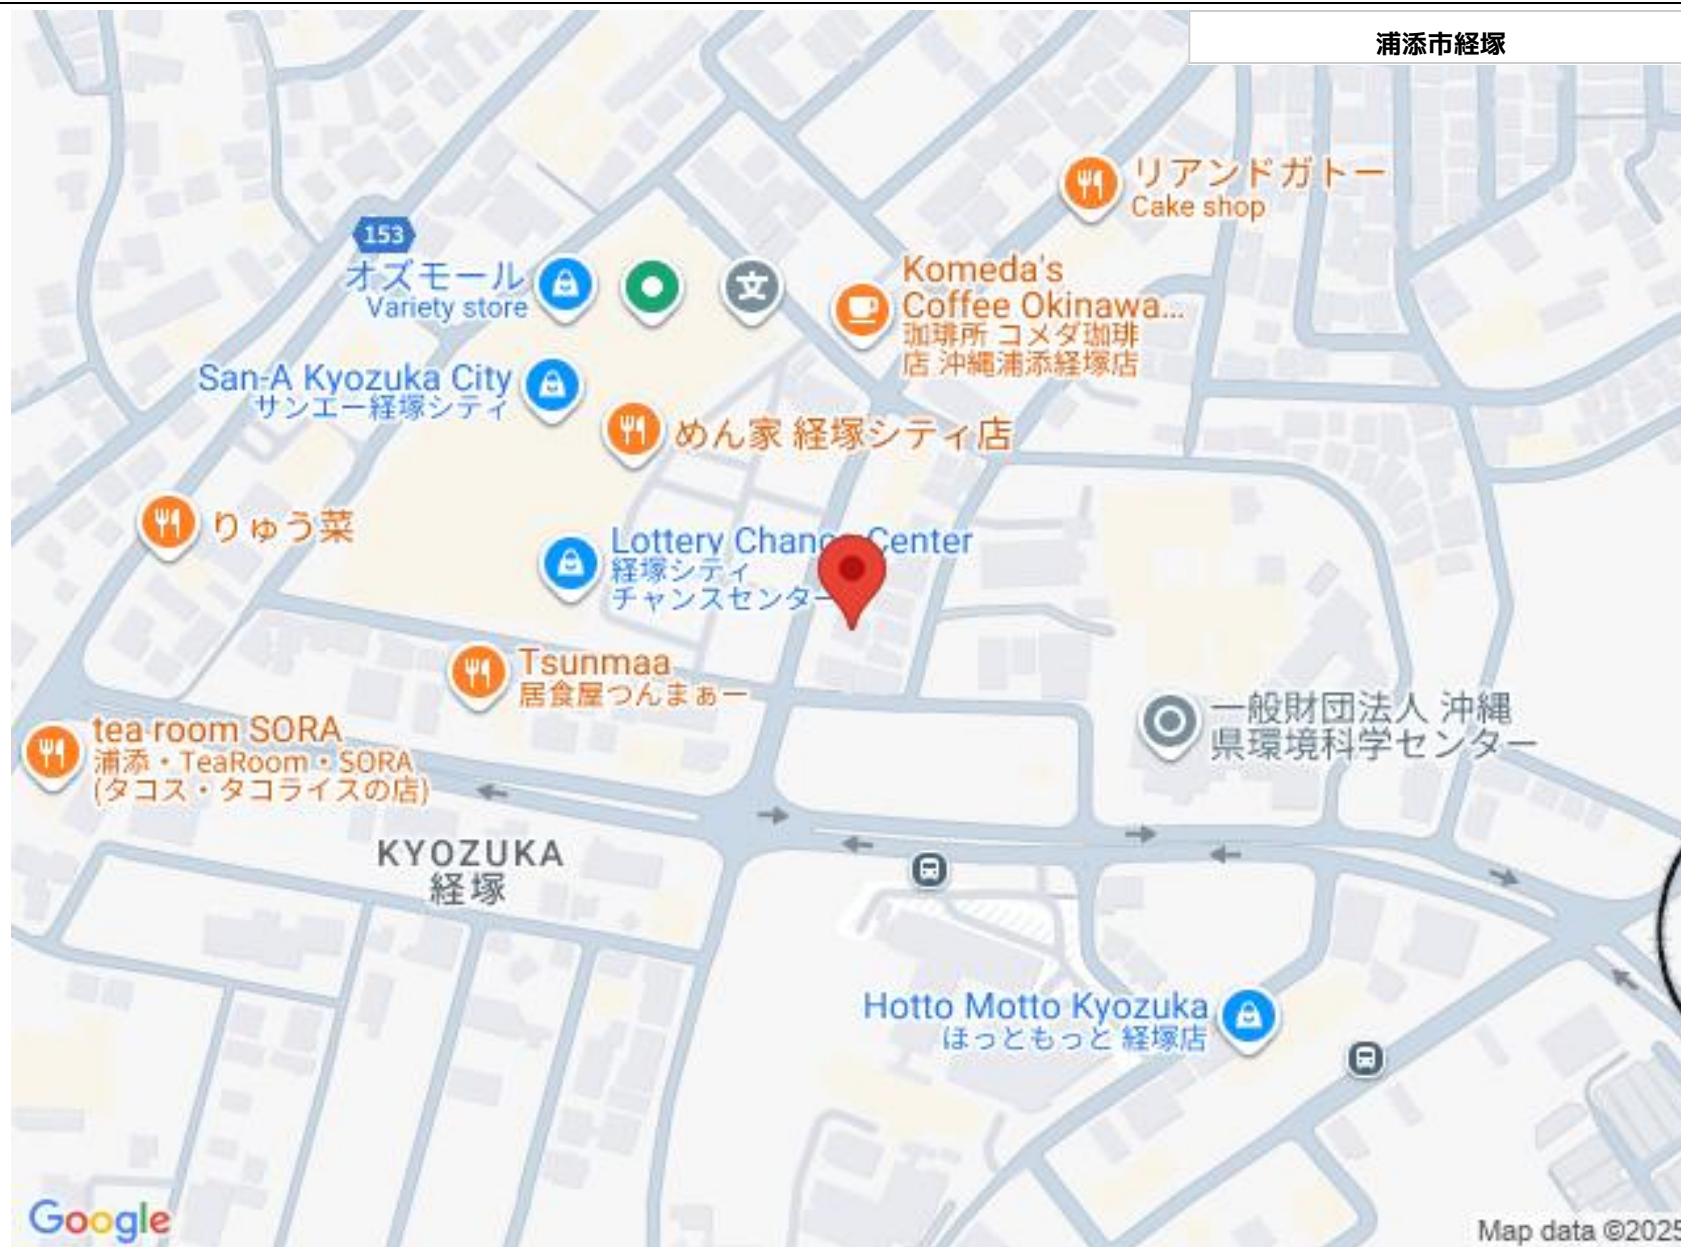 浦添市経塚
リアンドガトー
Cake shop
153
オズモール
Variety store
文
Komeda's
Coffee Okinawa...
珈琲所 コメダ珈琲
店 沖縄浦添経塚店
San-A Kyozuka City
サンエー経塚シティ
めん家 経塚シティ店
りゅう菜
Lottery Chance Center
経塚シティ
チャンスセンター
Tsunmaa
居食屋つんまぁー
一般財団法人 沖縄
県環境科学センター
tea room SORA
浦添・TeaRoom・SORA
(タコス・タコライスの店)
KYOZUKA
経塚
Hotto Motto Kyozuka
ほっともっと 経塚店
Google
Map data ©2025